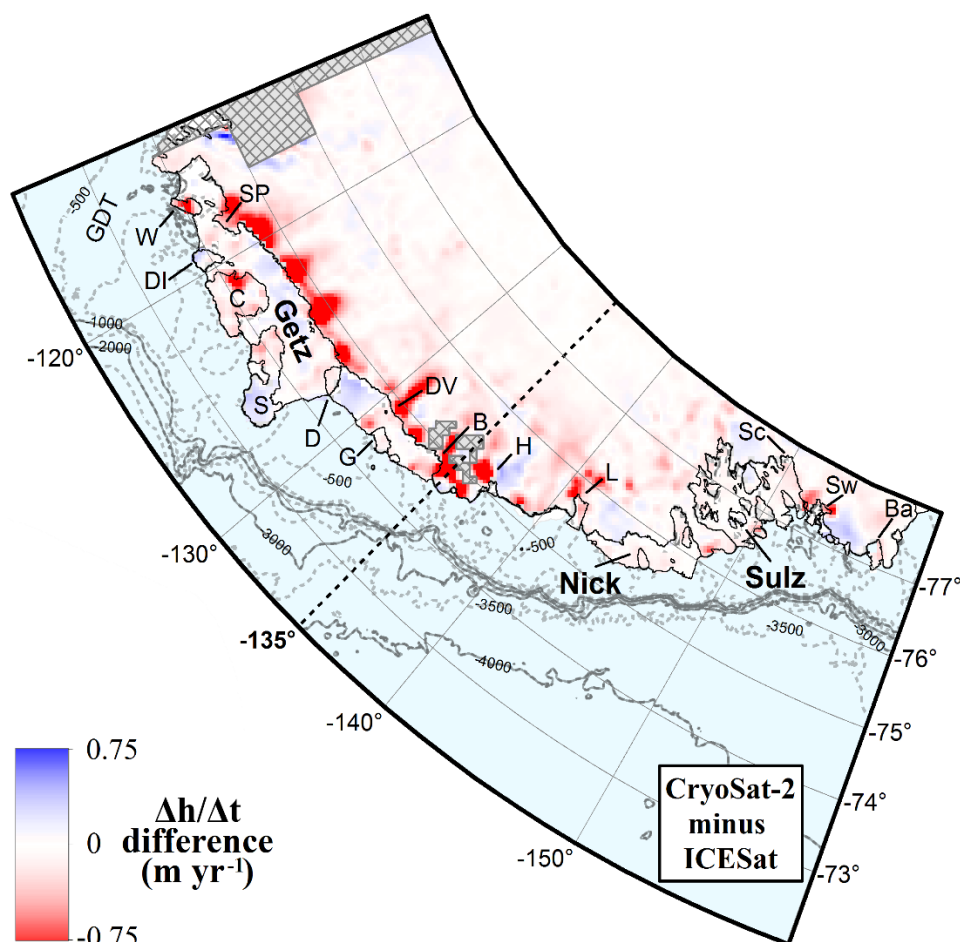 -500
GDT
SP
W
DI
C
Getz
-1000
-2000
-120°
S
DV
B
H
D
G
-500
L
Sc
Sw
Ba
-130°
-3000
-500
Nick
Sulz
-77°
-3500
-3500
-3000
-76°
-135°
-4000
-75°
-140°
-74°
-150°
-73°
0.75
0
-0.75
Δh/Δt
difference
(m yr⁻¹)
CryoSat-2
minus
ICESat